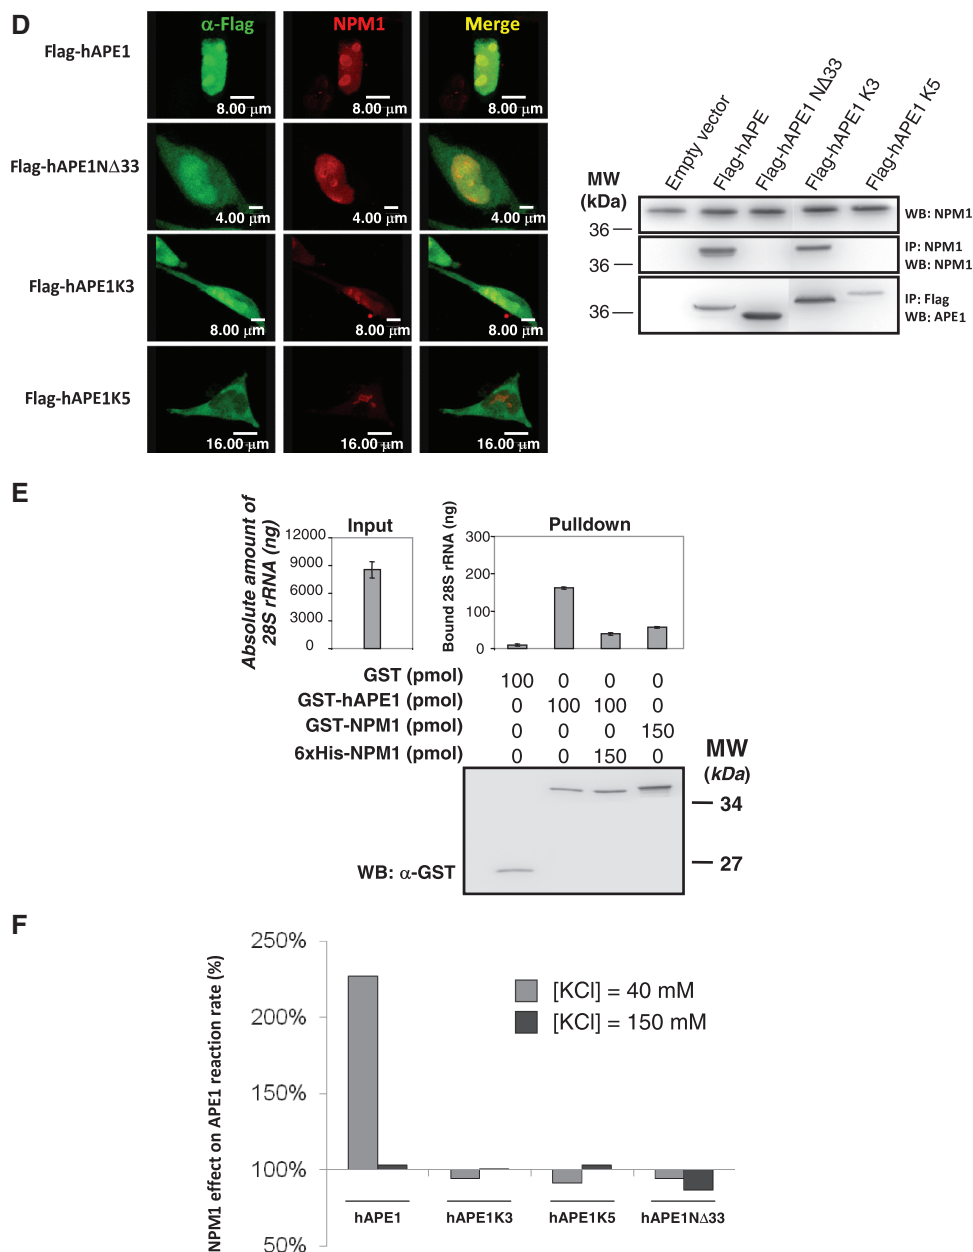 D
α-Flag NPM1 Merge
Flag-hAPE1
8.00 μm 8.00 μm 8.00 μm
Flag-hAPE1NΔ33
4.00 μm 4.00 μm 4.00 μm
Flag-hAPE1K3
8.00 μm 8.00 μm 8.00 μm
Flag-hAPE1K5
16.00 μm 16.00 μm 16.00 μm
Empty vector
Flag-hAPE
Flag-hAPE1 NΔ33
Flag-hAPE1 K3
Flag-hAPE1 K5
MW
(kDa)
36
WB: NPM1
36
IP: NPM1
WB: NPM1
36
IP: Flag
WB: APE1
E
Absolute amount of
28S rRNA (ng)
Input
12000
9000
6000
3000
0
Bound 28S rRNA (ng)
Pulldown
300
200
100
0
GST (pmol) 100 0 0 0
GST-hAPE1 (pmol) 0 100 100 0
GST-NPM1 (pmol) 0 0 0 150
6xHis-NPM1 (pmol) 0 0 150 0
MW
(kDa)
34
27
WB: α-GST
F
NPM1 effect on APE1 reaction rate (%)
250%
200%
150%
100%
50%
[KCl] = 40 mM
[KCl] = 150 mM
hAPE1 hAPE1K3 hAPE1K5 hAPE1NΔ33